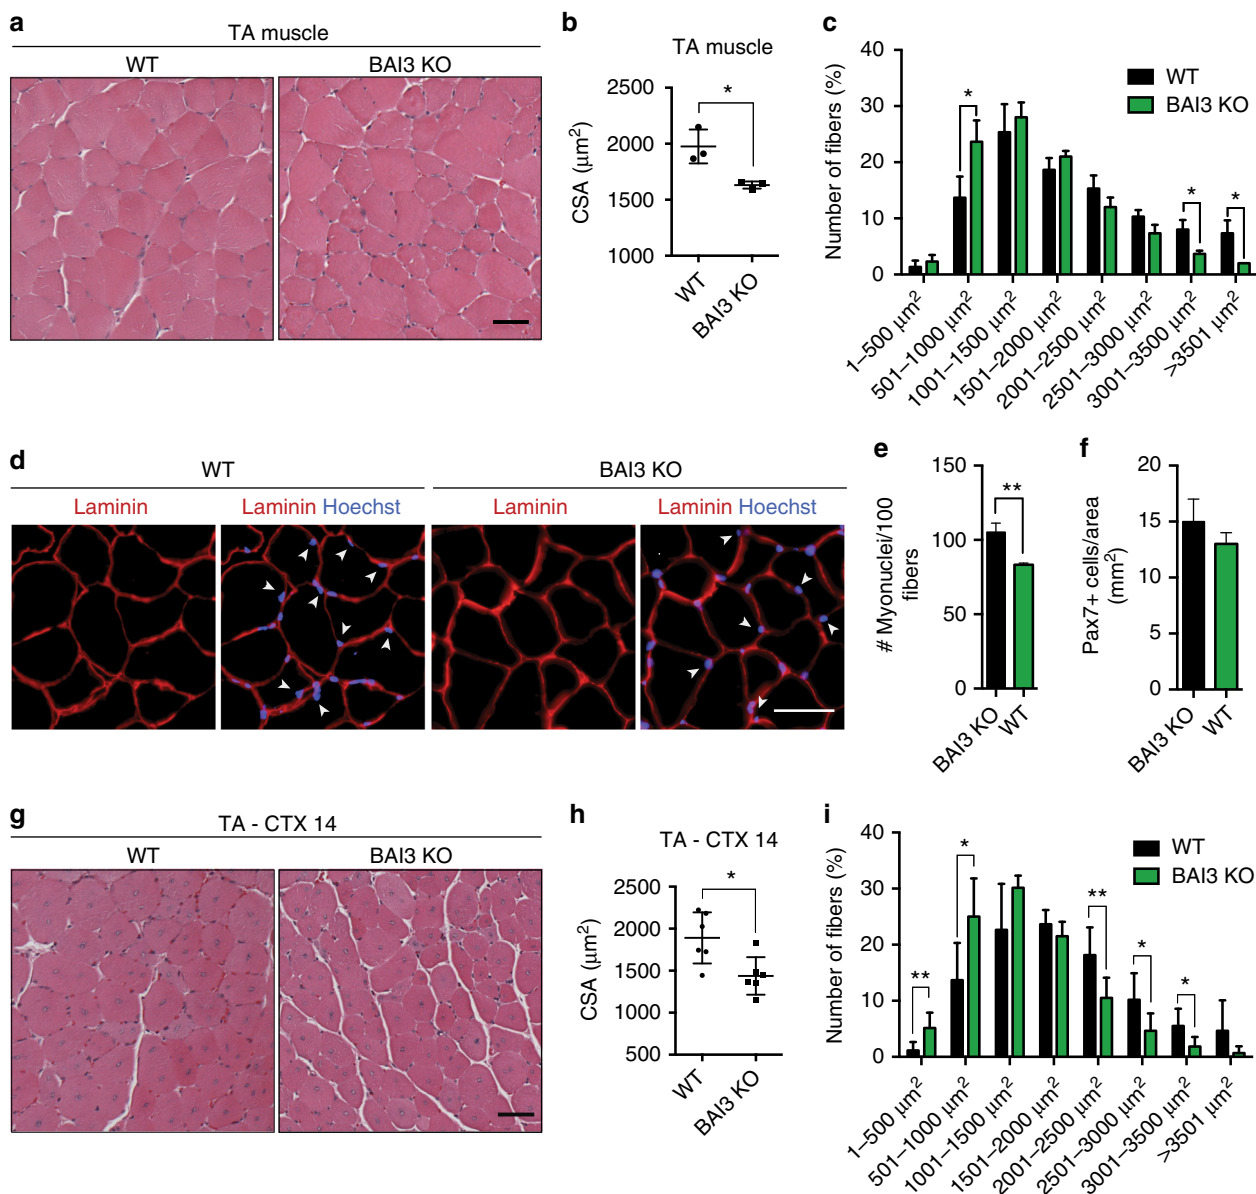 a
TA muscle
WT
BAI3 KO
b
TA muscle
2500
2000
1500
1000
CSA (µm²)
*
WT
BAI3 KO
c
40
30
20
10
0
Number of fibers (%)
WT
BAI3 KO
*
*
*
1–500 µm²
501–1000 µm²
1001–1500 µm²
1501–2000 µm²
2001–2500 µm²
2501–3000 µm²
3001–3500 µm²
>3501 µm²
d
WT
BAI3 KO
Laminin
Laminin Hoechst
Laminin
Laminin Hoechst
e
150
100
50
0
# Myonuclei/100
fibers
**
BAI3 KO
WT
f
20
15
10
5
0
Pax7+ cells/area
(mm²)
BAI3 KO
WT
g
TA - CTX 14
WT
BAI3 KO
h
TA - CTX 14
2500
2000
1500
1000
500
CSA (µm²)
*
WT
BAI3 KO
i
40
30
20
10
0
Number of fibers (%)
WT
BAI3 KO
**
*
**
*
*
1–500 µm²
501–1000 µm²
1001–1500 µm²
1501–2000 µm²
2001–2500 µm²
2501–3000 µm²
3001–3500 µm²
>3501 µm²